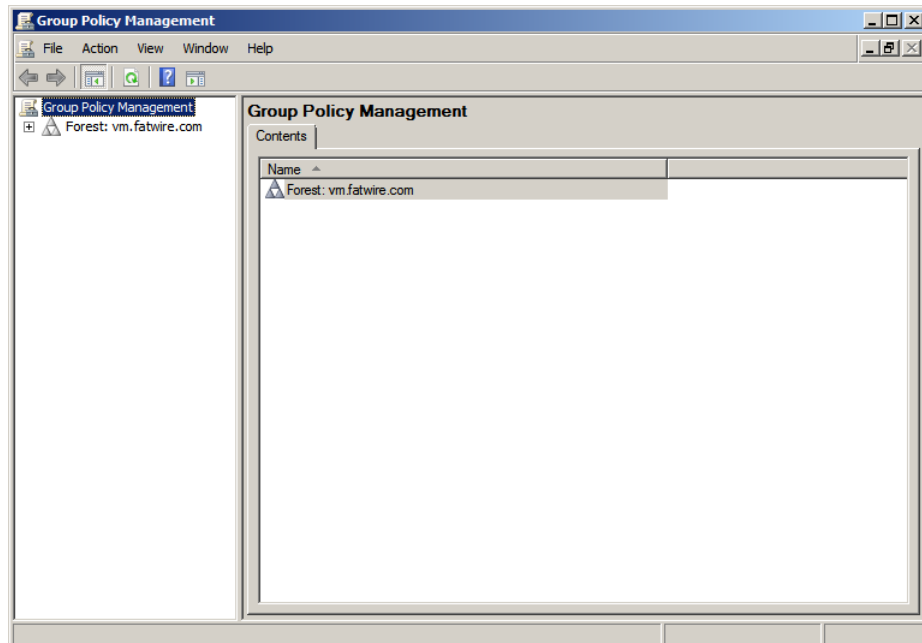 Group Policy Management
File Action View Window Help
Group Policy Management
Forest: vm.fatwire.com
Group Policy Management
Contents
Name
Forest: vm.fatwire.com